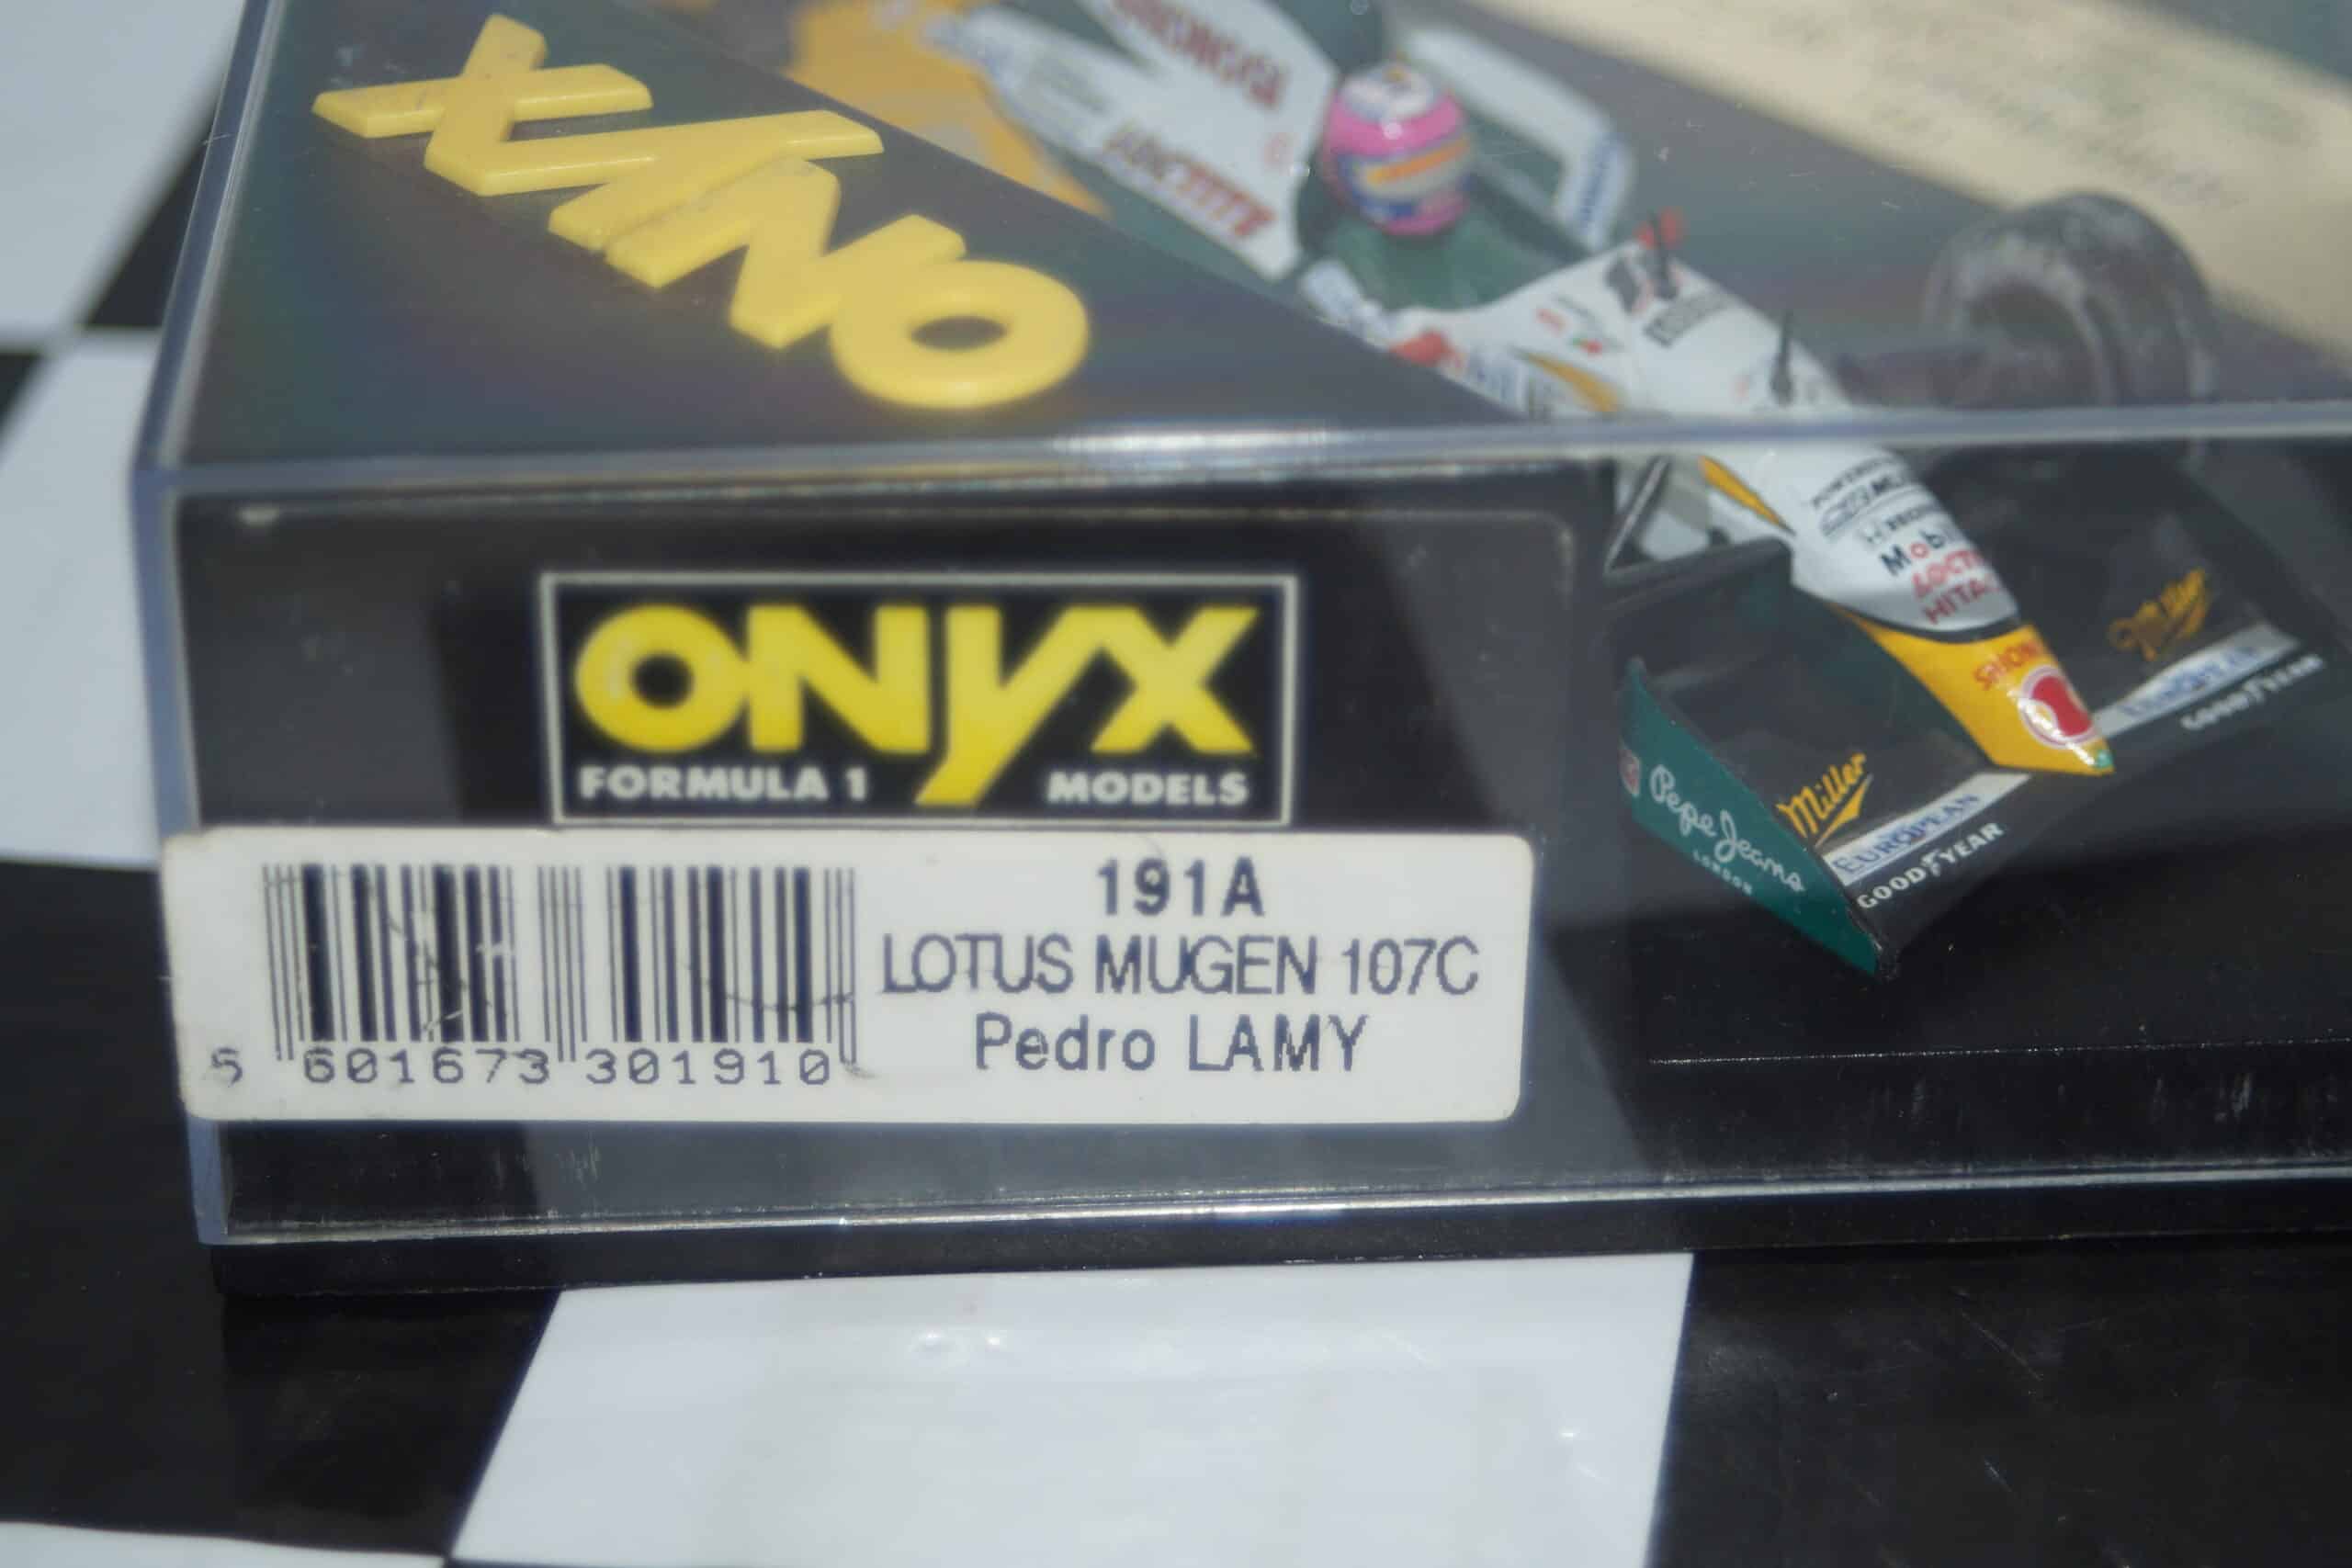 ONYX
LOCTITE
Mobil
Miller
Miller
EUROPEAN
GOODYEAR
GOODYEAR
Pepe Jeans
LONDON
ONYX
FORMULA 1 MODELS
191A
LOTUS MUGEN 107C
Pedro LAMY
5 601673 301910